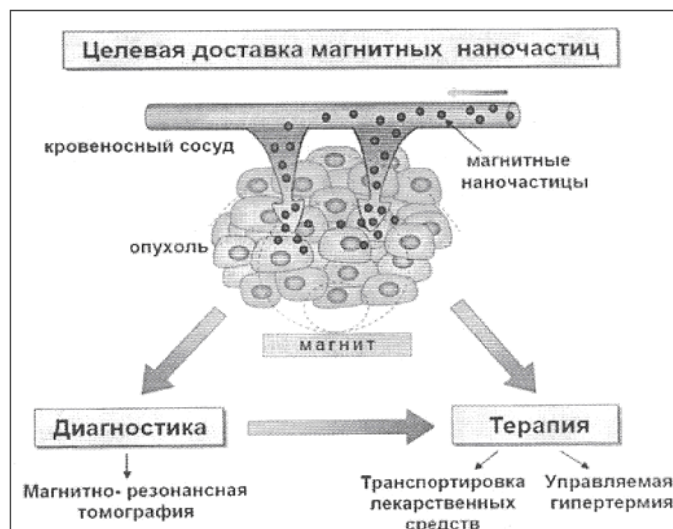 Целевая доставка магнитных наночастиц
кровеносный сосуд
магнитные
наночастицы
опухоль
магнит
Диагностика
Терапия
Магнитно- резонансная
томография
Транспортировка
лекарственных
средств
Управляемая
гипертермия